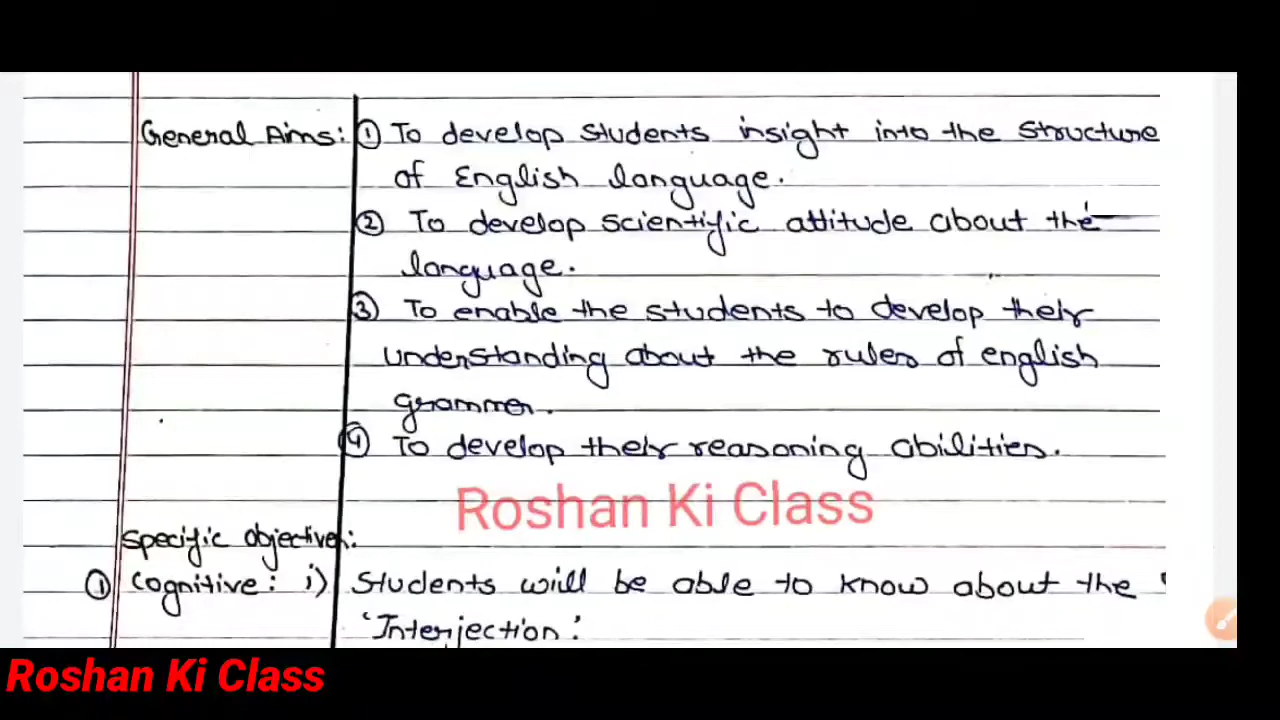 General Aims: ① To develop students insight into the structure
of English language.
② To develop scientific attitude about the
language.
③ To enable the students to develop their
understanding about the rules of english
grammer.
④ To develop their reasoning abilities.
Roshan Ki Class
Specific objectives:
① Cognitive: i) Students will be able to know about the '
'Interjection'
Roshan Ki Class